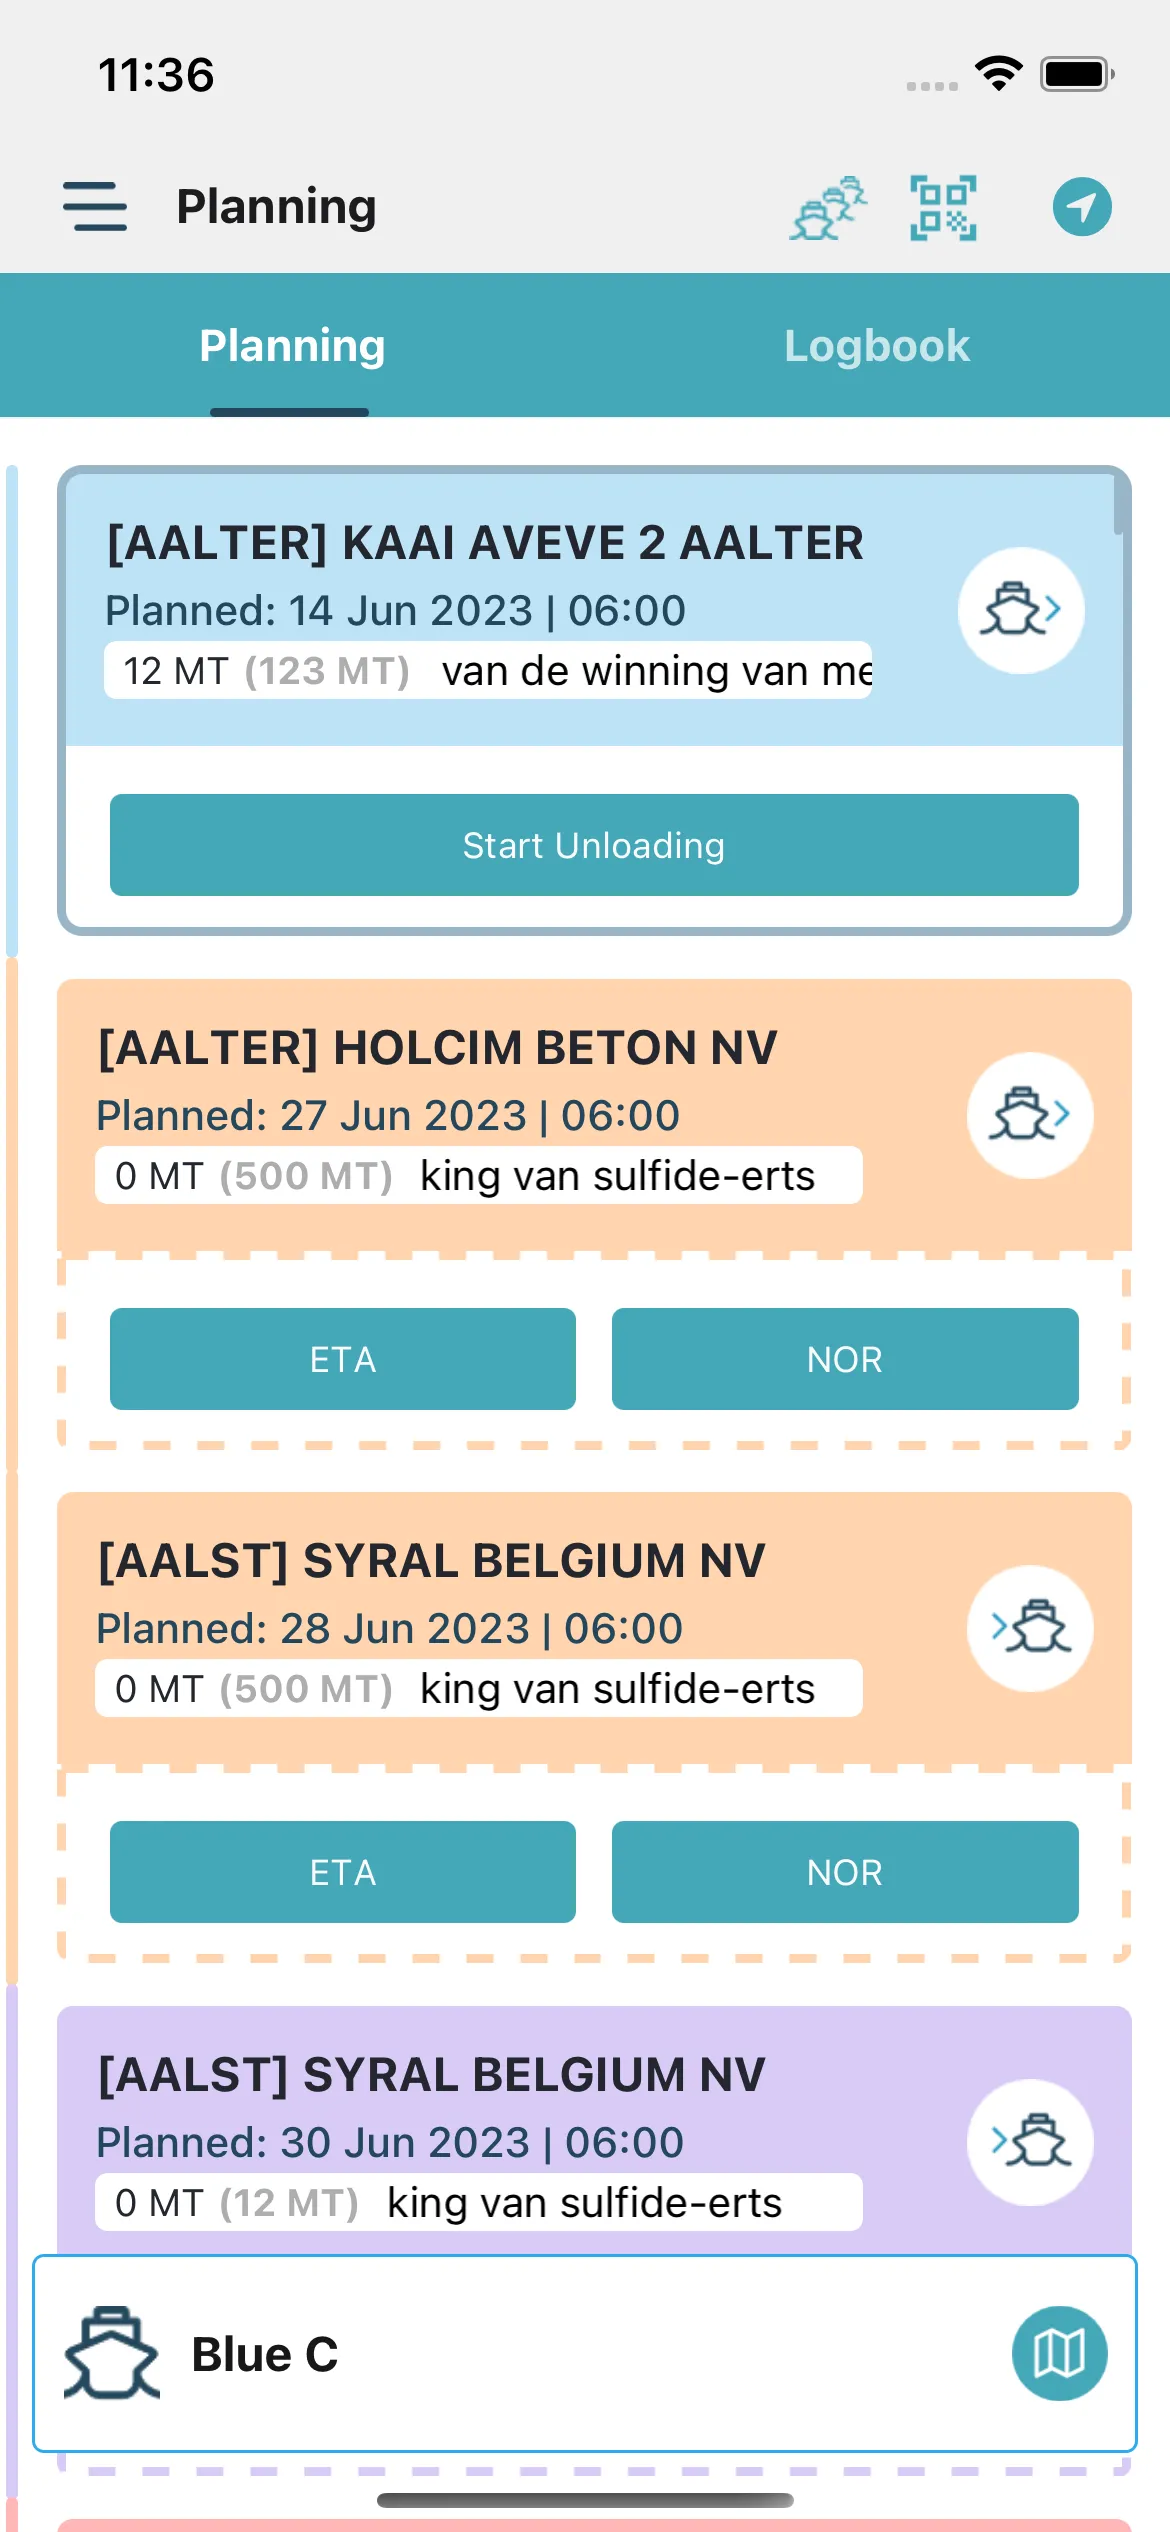 11:36
Planning
Planning
Logbook
[AALTER] KAAI AVEVE 2 AALTER
Planned: 14 Jun 2023 | 06:00
12 MT (123 MT) van de winning van me
Start Unloading
[AALTER] HOLCIM BETON NV
Planned: 27 Jun 2023 | 06:00
0 MT (500 MT) king van sulfide-erts
ETA
NOR
[AALST] SYRAL BELGIUM NV
Planned: 28 Jun 2023 | 06:00
0 MT (500 MT) king van sulfide-erts
ETA
NOR
[AALST] SYRAL BELGIUM NV
Planned: 30 Jun 2023 | 06:00
0 MT (12 MT) king van sulfide-erts
Blue C